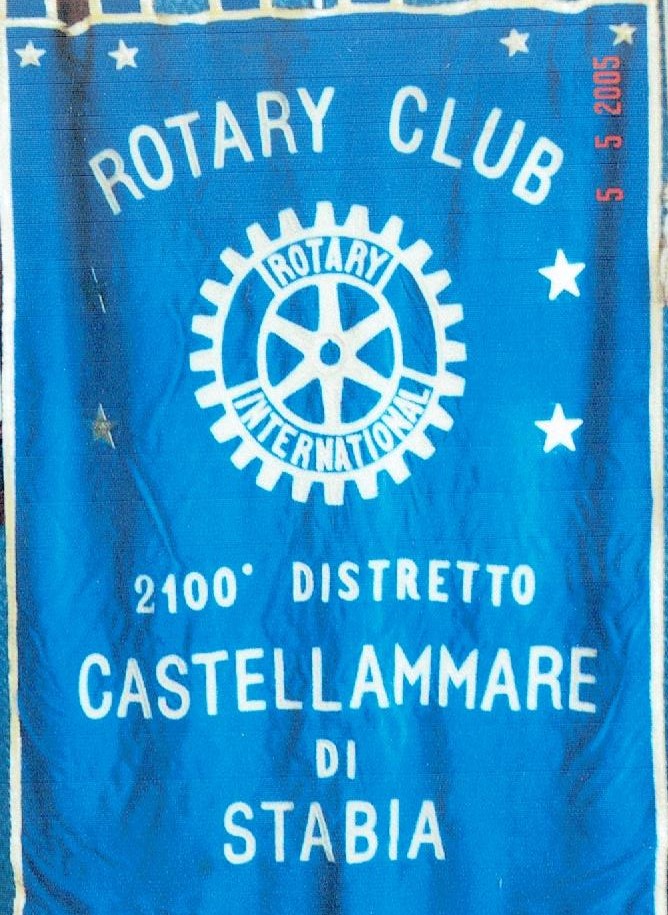 ROTARY CLUB
5 5 2005
ROTARY
INTERNATIONAL
2100° DISTRETTO
CASTELLAMMARE
DI
STABIA